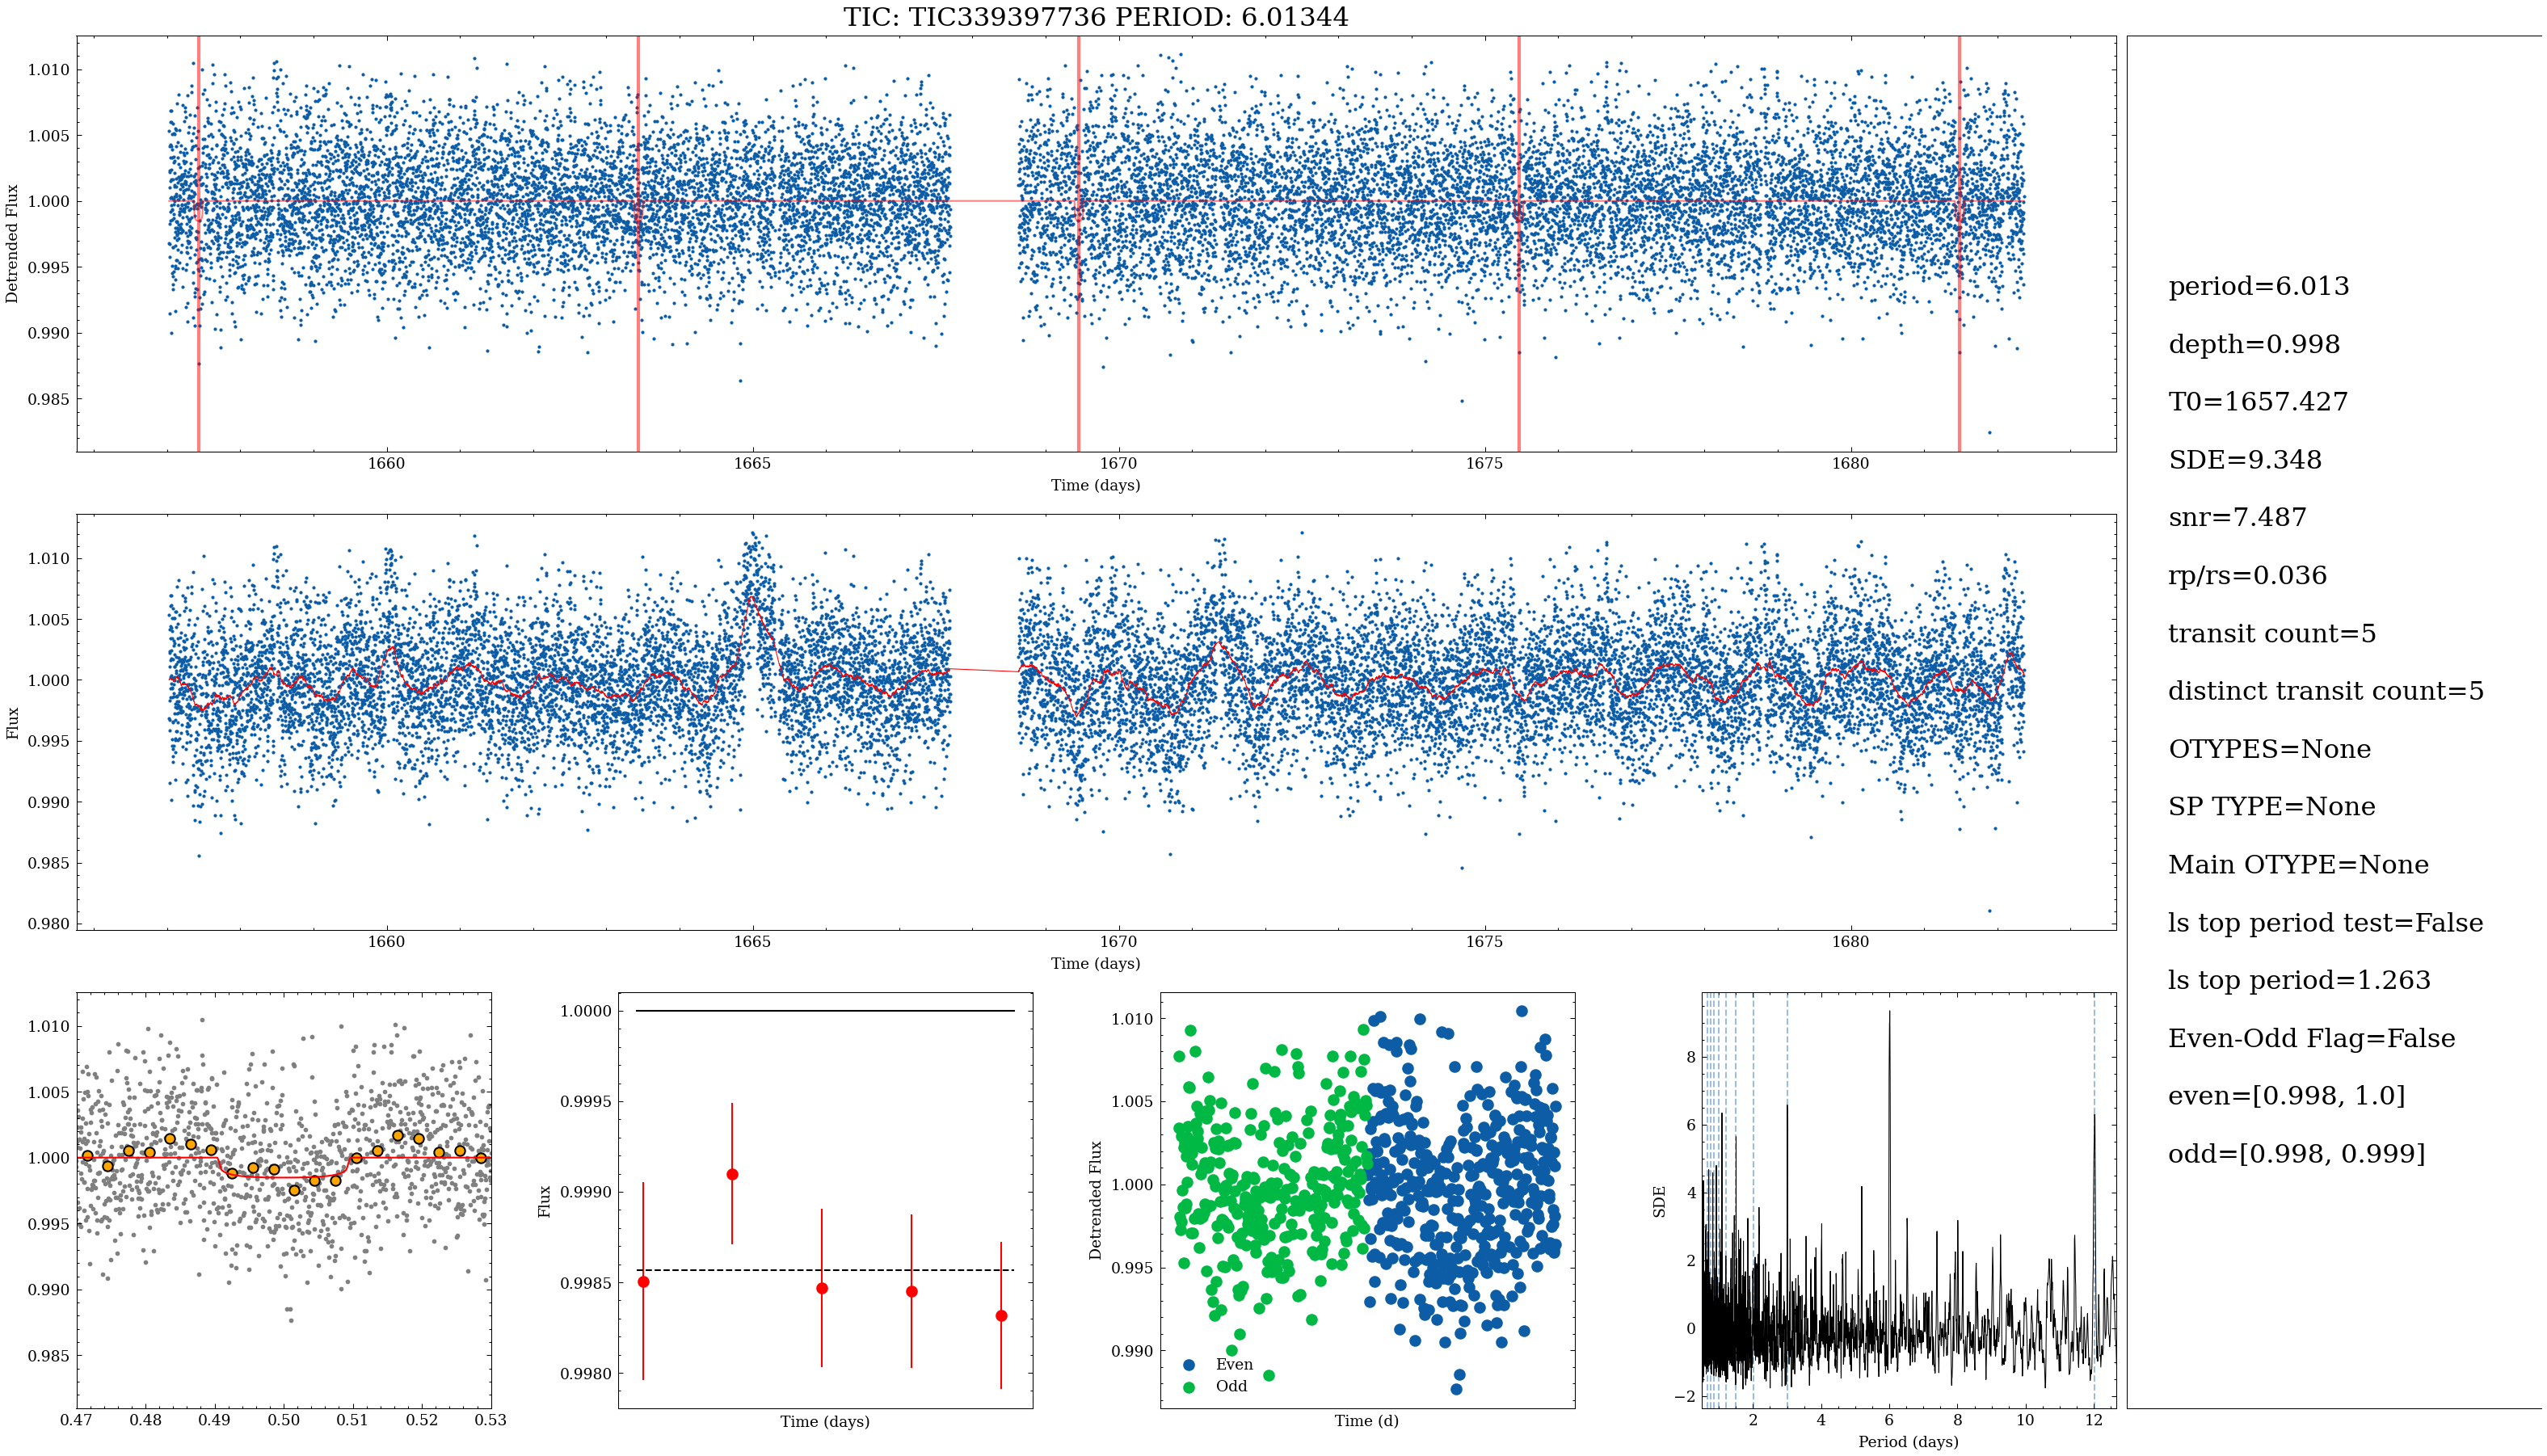 TIC: TIC339397736 PERIOD: 6.01344
1.010
1.005
1.000
0.995
0.990
0.985
Detrended Flux
1660
1665
1670
1675
1680
Time (days)
1.010
1.005
1.000
0.995
0.990
0.985
0.980
Flux
1660
1665
1670
1675
1680
Time (days)
1.010
1.005
1.000
0.995
0.990
0.985
0.47
0.48
0.49
0.50
0.51
0.52
0.53
1.0000
0.9995
0.9990
0.9985
0.9980
Flux
Time (days)
1.010
1.005
1.000
0.995
0.990
Detrended Flux
Even
Odd
Time (d)
8
6
4
2
0
−2
SDE
2
4
6
8
10
12
Period (days)
period=6.013
depth=0.998
T0=1657.427
SDE=9.348
snr=7.487
rp/rs=0.036
transit count=5
distinct transit count=5
OTYPES=None
SP TYPE=None
Main OTYPE=None
ls top period test=False
ls top period=1.263
Even-Odd Flag=False
even=[0.998, 1.0]
odd=[0.998, 0.999]